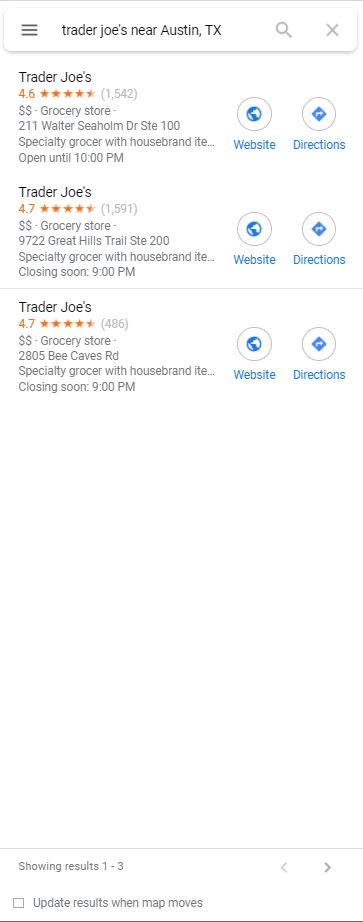 trader joe's near Austin, TX
Trader Joe's
4.6 ★★★★★ (1,542)
$$ · Grocery store ·
211 Walter Seaholm Dr Ste 100
Specialty grocer with housebrand ite...
Open until 10:00 PM
Website
Directions
Trader Joe's
4.7 ★★★★★ (1,591)
$$ · Grocery store ·
9722 Great Hills Trail Ste 200
Specialty grocer with housebrand ite...
Closing soon: 9:00 PM
Website
Directions
Trader Joe's
4.7 ★★★★★ (486)
$$ · Grocery store ·
2805 Bee Caves Rd
Specialty grocer with housebrand ite...
Closing soon: 9:00 PM
Website
Directions
Showing results 1 - 3
Update results when map moves